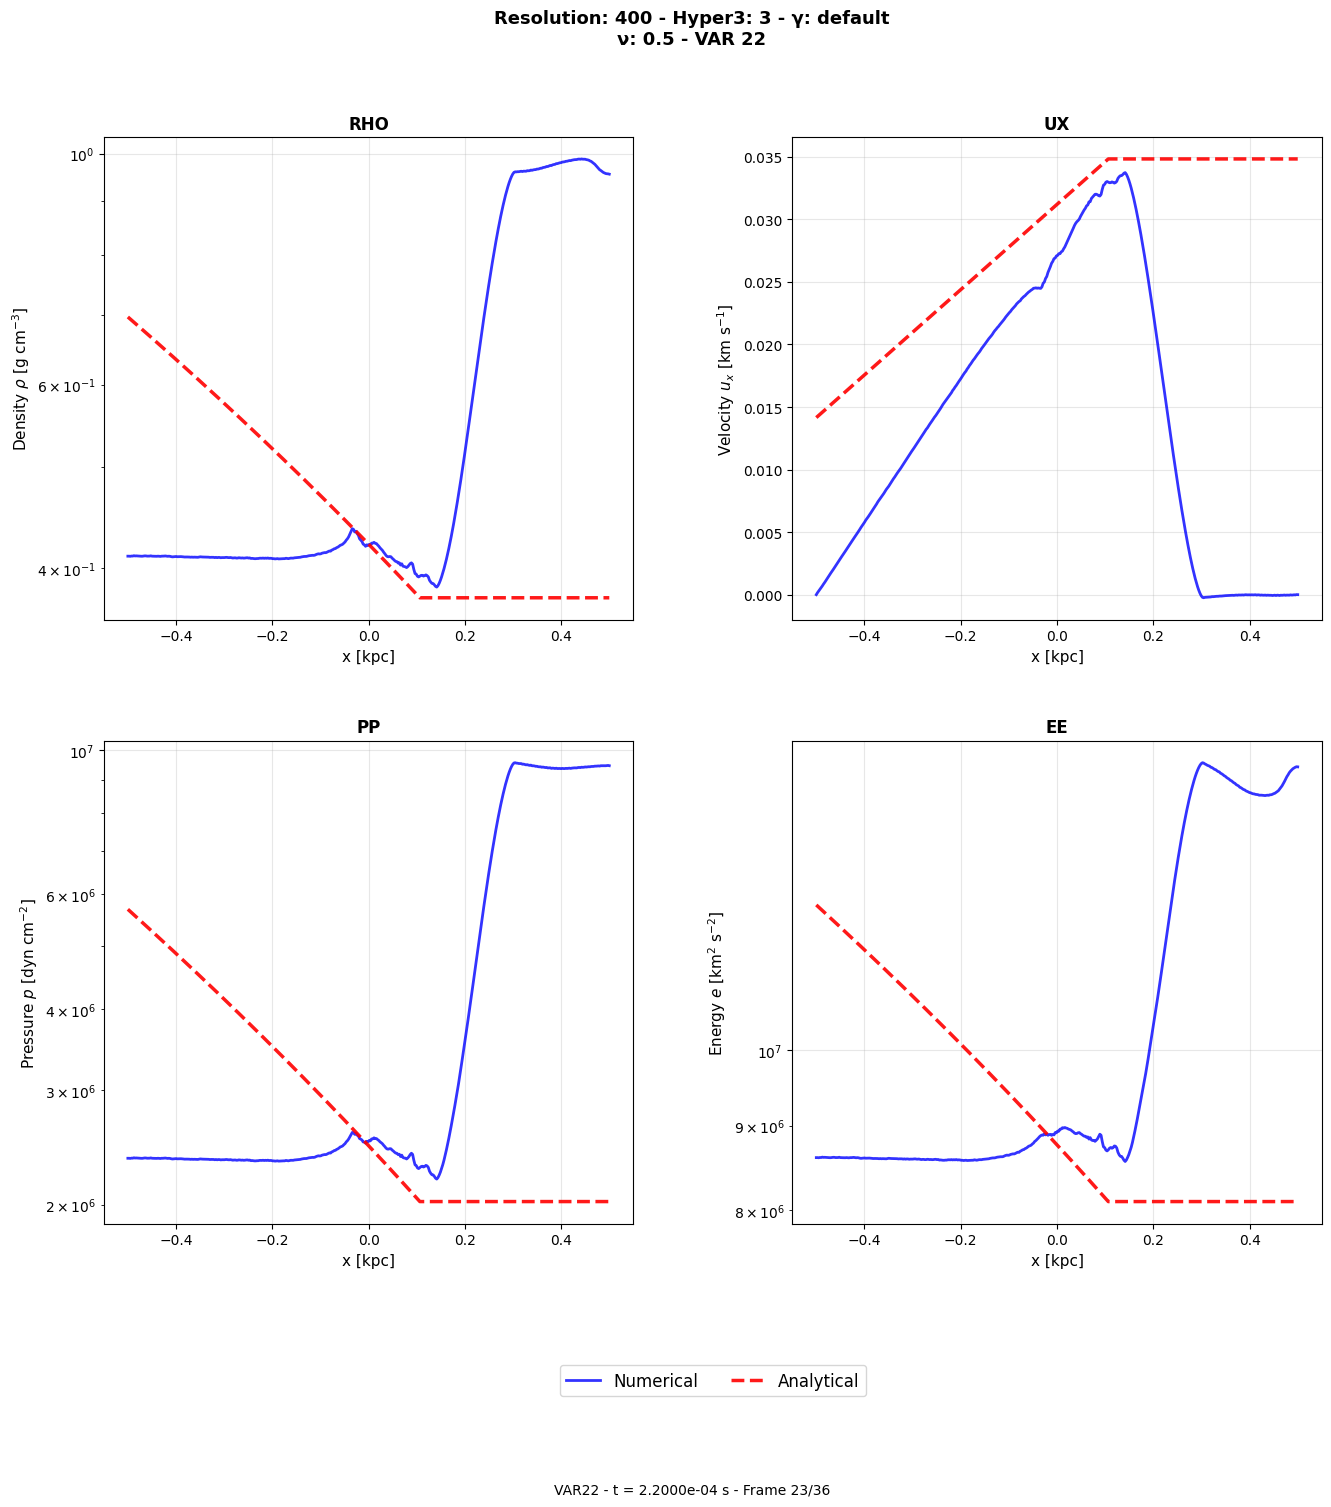 Resolution: 400 - Hyper3: 3 - γ: default
ν: 0.5 - VAR 22
RHO
Density ρ [g cm⁻³]
10⁰
6 × 10⁻¹
4 × 10⁻¹
−0.4 −0.2 0.0 0.2 0.4
x [kpc]
UX
Velocity uₓ [km s⁻¹]
0.035
0.030
0.025
0.020
0.015
0.010
0.005
0.000
−0.4 −0.2 0.0 0.2 0.4
x [kpc]
PP
Pressure p [dyn cm⁻²]
10⁷
6 × 10⁶
4 × 10⁶
3 × 10⁶
2 × 10⁶
−0.4 −0.2 0.0 0.2 0.4
x [kpc]
EE
Energy e [km² s⁻²]
10⁷
9 × 10⁶
8 × 10⁶
−0.4 −0.2 0.0 0.2 0.4
x [kpc]
Numerical Analytical
VAR22 - t = 2.2000e-04 s - Frame 23/36